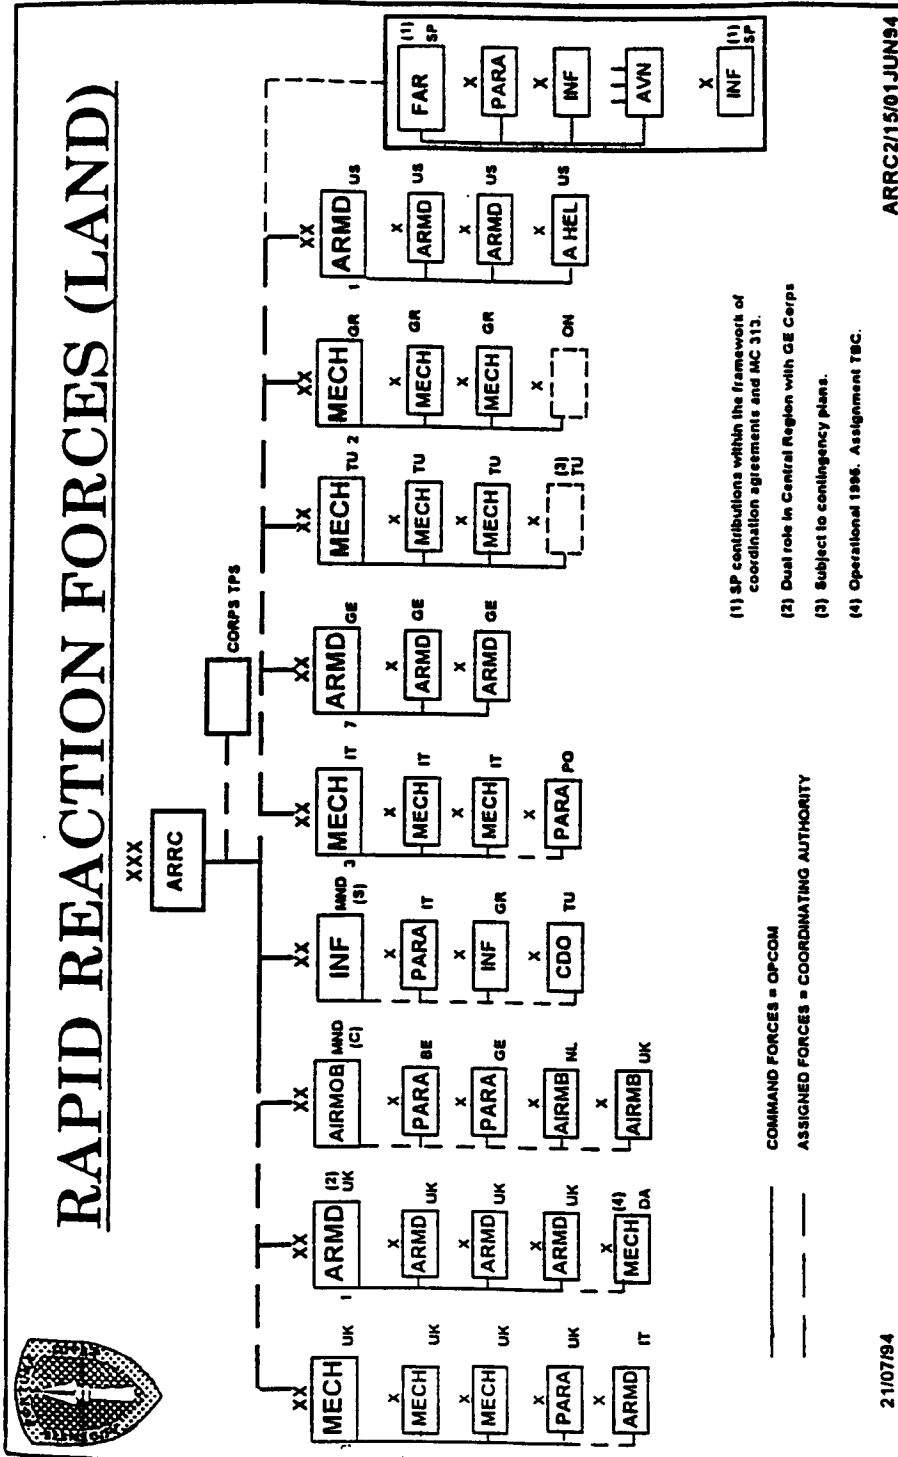 RAPID REACTION FORCES (LAND)
XXX
ARRC
CORPS TPS
XX
MECH
UK
X
MECH
UK
X
MECH
UK
X
PARA
UK
X
ARMD
IT
XX
1
ARMD
(2)
UK
X
ARMD
UK
X
ARMD
UK
X
ARMD
UK
X
MECH
(4)
DA
XX
AIRMOB
MND
(C)
X
PARA
BE
X
PARA
GE
X
AIRMB
NL
X
AIRMB
UK
XX
INF
MND
(S)
X
PARA
IT
X
INF
GR
X
CDO
TU
XX
3
MECH
IT
X
MECH
IT
X
MECH
IT
X
PARA
PO
XX
7
ARMD
GE
X
ARMD
GE
X
ARMD
GE
XX
MECH
TU
X
MECH
TU
X
MECH
TU
X
(3)
TU
XX
2
MECH
GR
X
MECH
GR
X
MECH
GR
X
ON
XX
1
ARMD
US
X
ARMD
US
X
ARMD
US
X
A HEL
US
(1)
SP
FAR
X
PARA
X
INF
AVN
X
INF
(1)
SP
COMMAND FORCES = OPCOM
ASSIGNED FORCES = COORDINATING AUTHORITY
(1) SP contributions within the framework of
coordination agreements and MC 313.
(2) Dual role in Central Region with GE Corps
(3) Subject to contingency plans.
(4) Operational 1996. Assignment TBC.
21/07/94
ARRC2/15/01JUN94